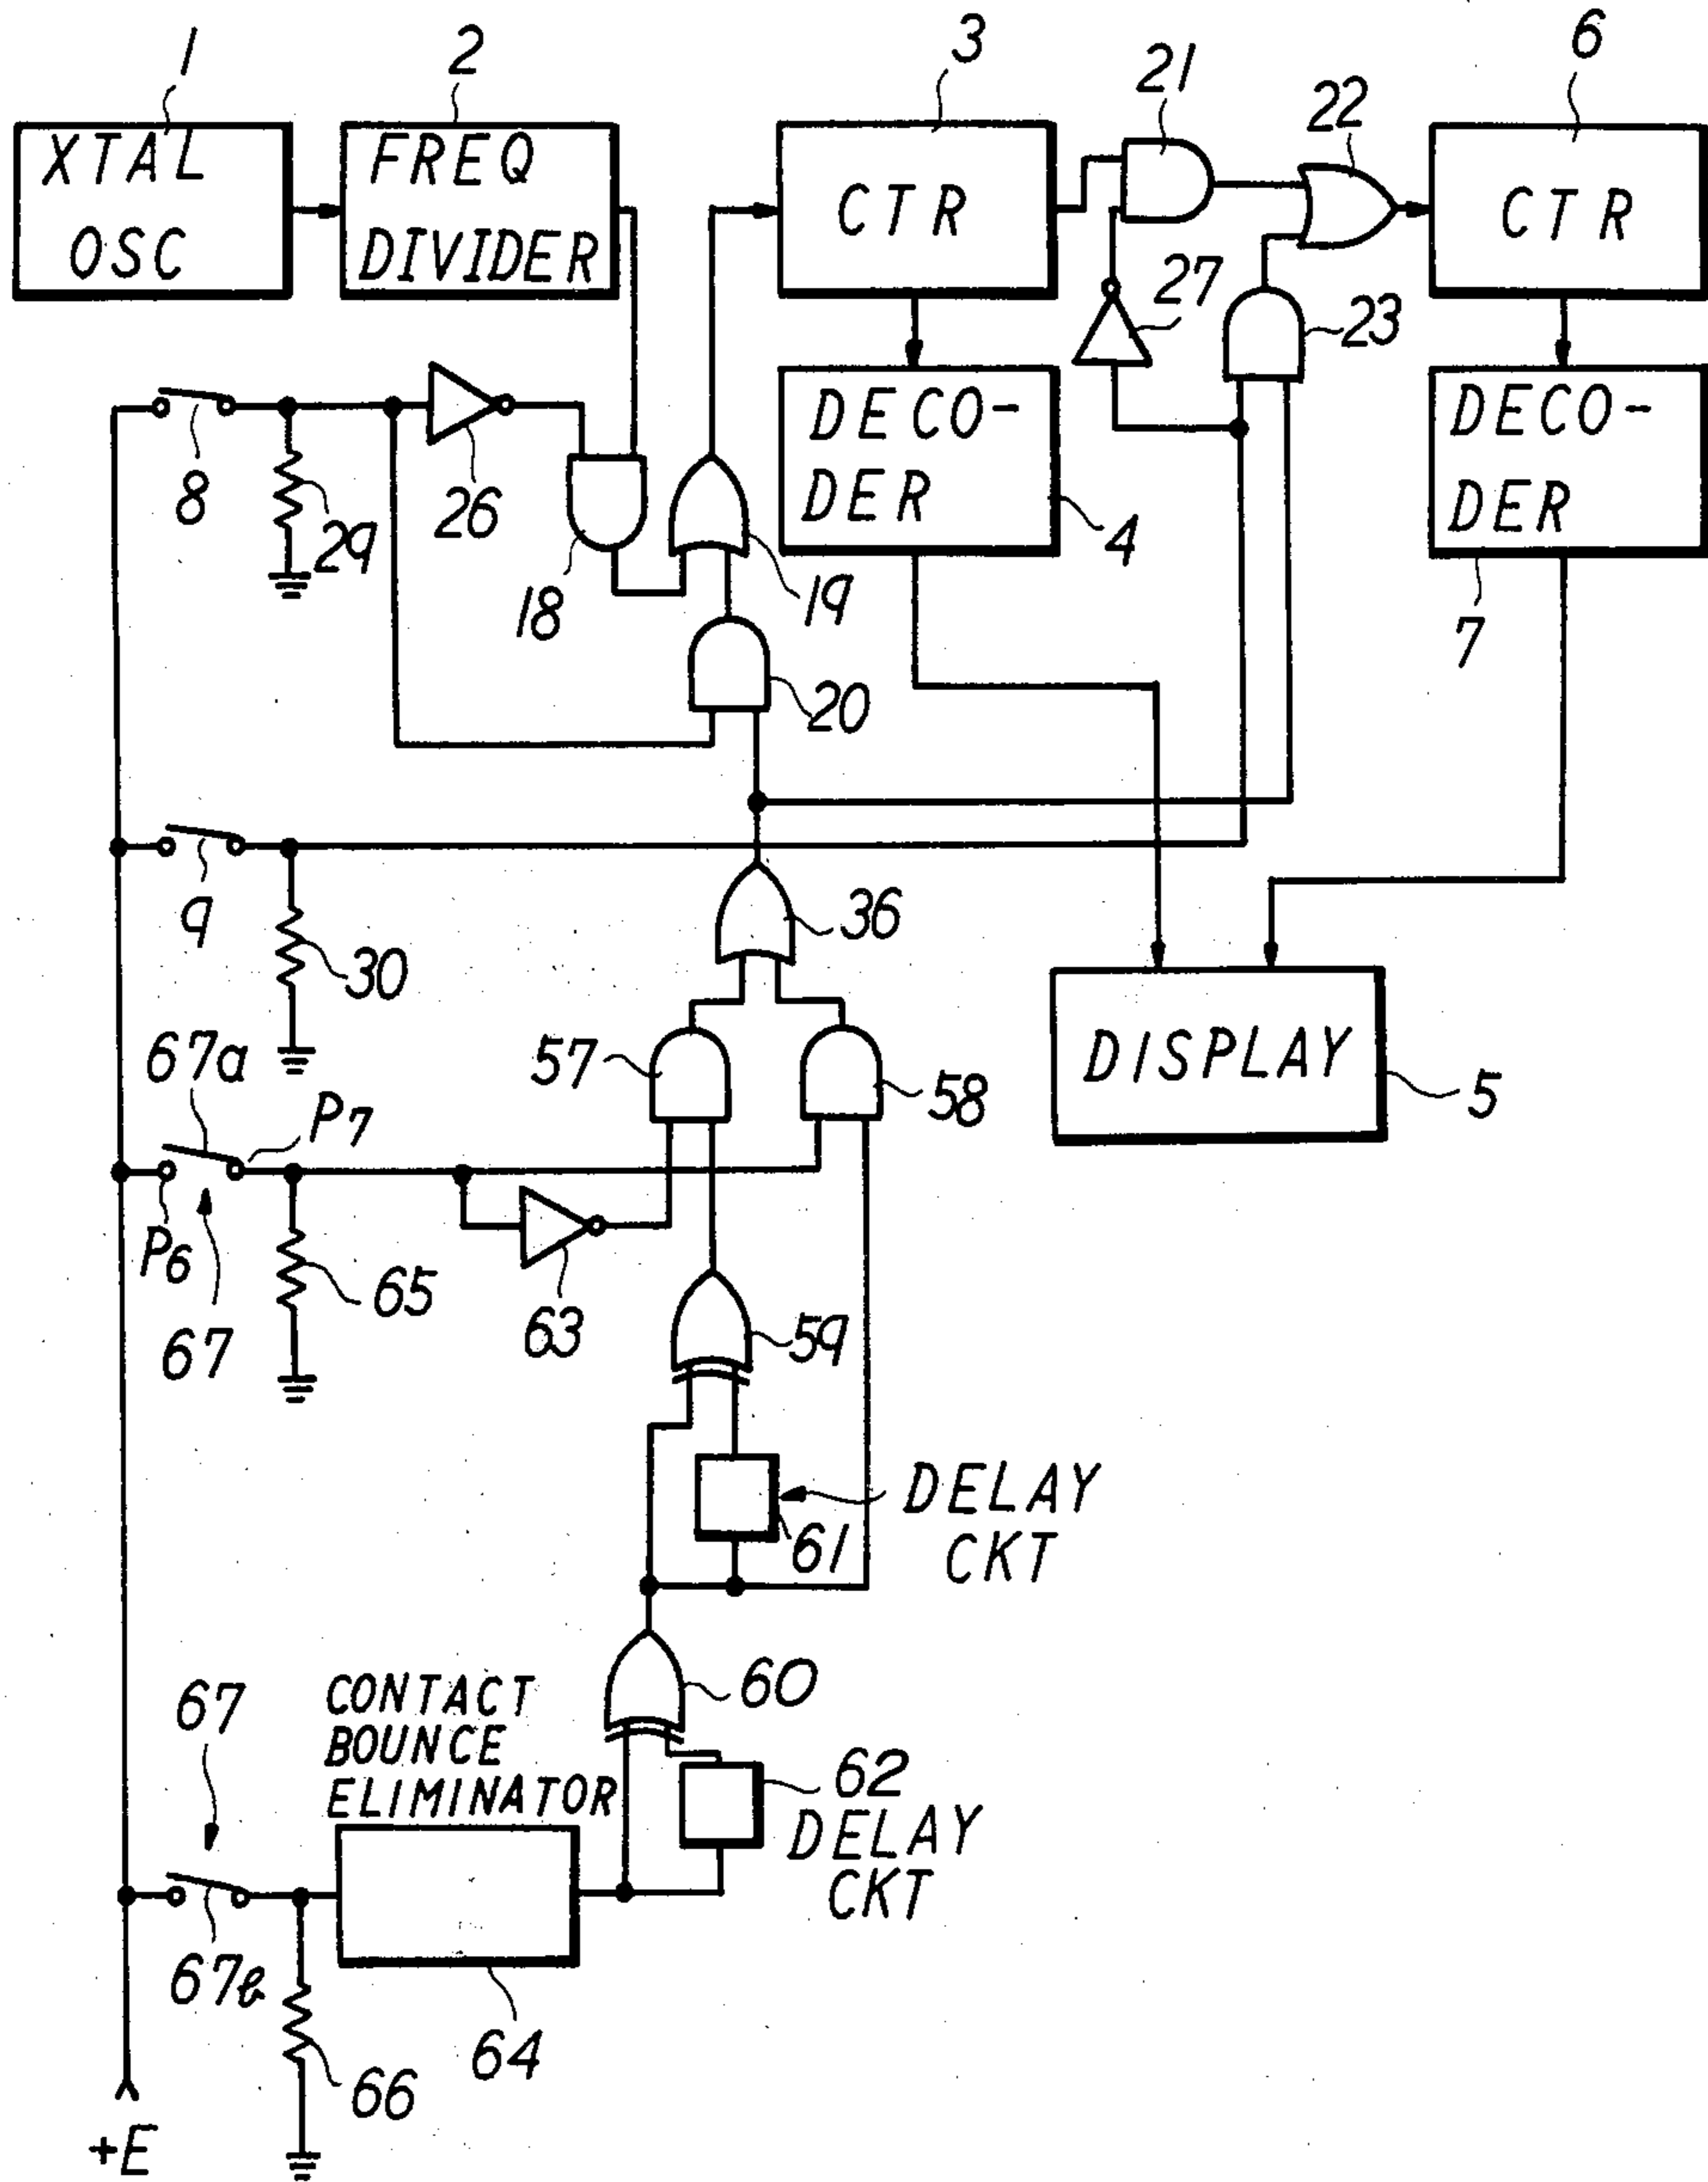 1
2
3
21
22
6
XTAL
OSC
FREQ
DIVIDER
CTR
CTR
27
23
8
29
26
18
19
DECO-
DER
4
DECO-
DER
7
20
9
30
36
67a
P7
57
58
DISPLAY
5
P6
67
65
63
59
DELAY
CKT
61
60
67
CONTACT
BOUNCE
ELIMINATOR
62
DELAY
CKT
67b
66
64
+E